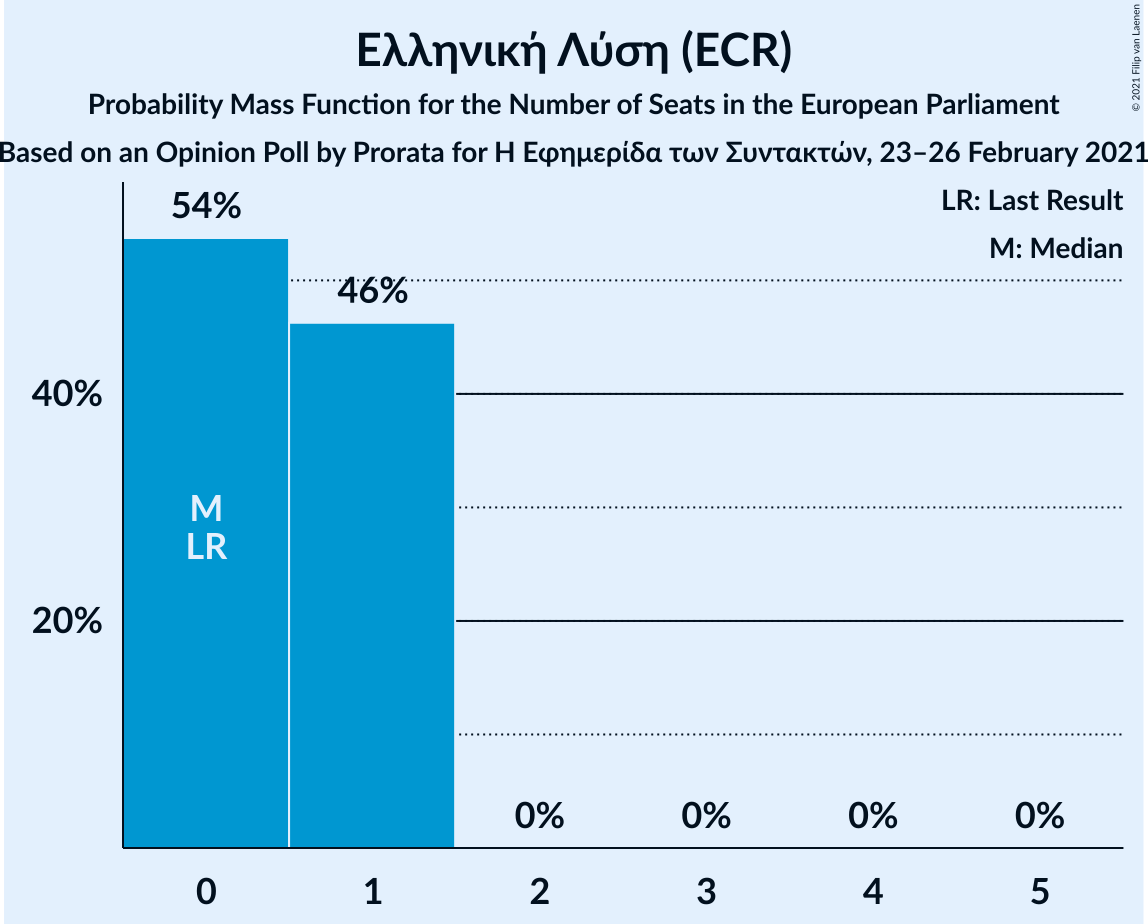 Ελληνική Λύση (ECR)
Probability Mass Function for the Number of Seats in the European Parliament
Based on an Opinion Poll by Prorata for Η Εφημερίδα των Συντακτών, 23–26 February 2021
© 2021 Filip van Laenen
LR: Last Result
M: Median
54%
46%
40%
20%
M
LR
0% 0% 0% 0%
0 1 2 3 4 5